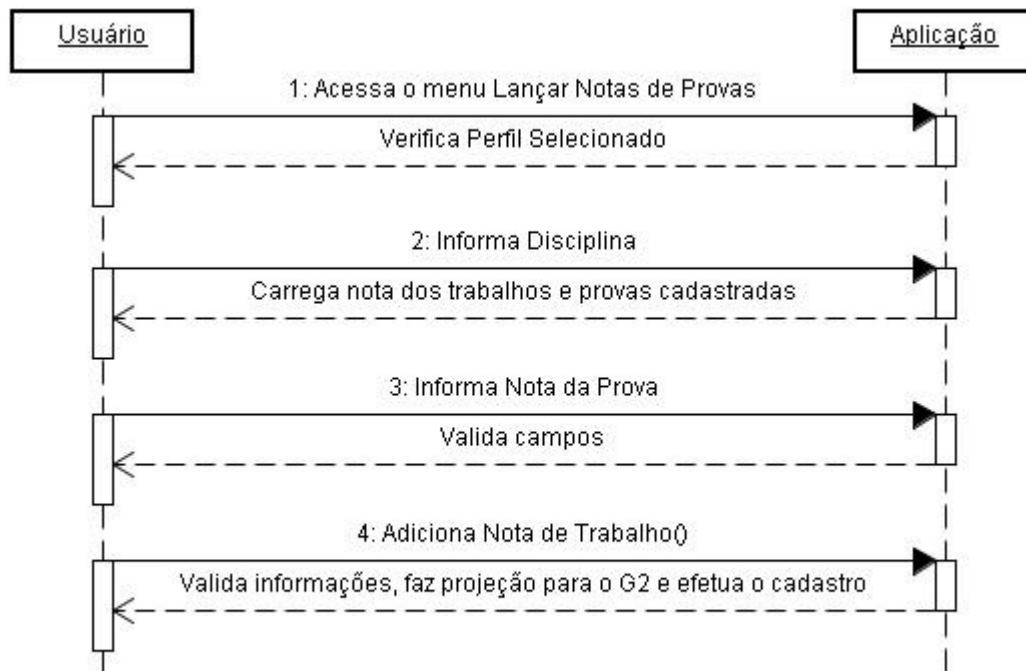 Usuário
Aplicação
1: Acessa o menu Lançar Notas de Provas
Verifica Perfil Selecionado
2: Informa Disciplina
Carrega nota dos trabalhos e provas cadastradas
3: Informa Nota da Prova
Valida campos
4: Adiciona Nota de Trabalho()
Valida informações, faz projeção para o G2 e efetua o cadastro